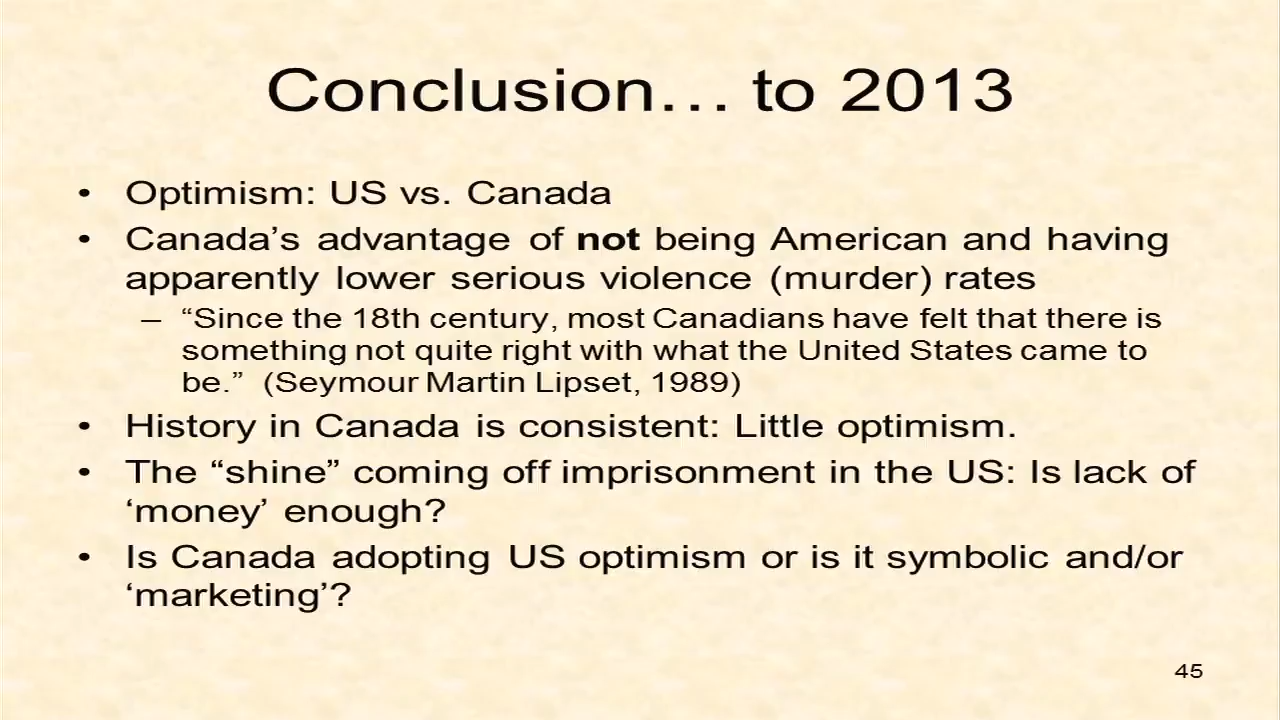 Conclusion… to 2013
• Optimism: US vs. Canada
• Canada’s advantage of not being American and having
apparently lower serious violence (murder) rates
– “Since the 18th century, most Canadians have felt that there is
something not quite right with what the United States came to
be.” (Seymour Martin Lipset, 1989)
• History in Canada is consistent: Little optimism.
• The “shine” coming off imprisonment in the US: Is lack of
‘money’ enough?
• Is Canada adopting US optimism or is it symbolic and/or
‘marketing’?
45